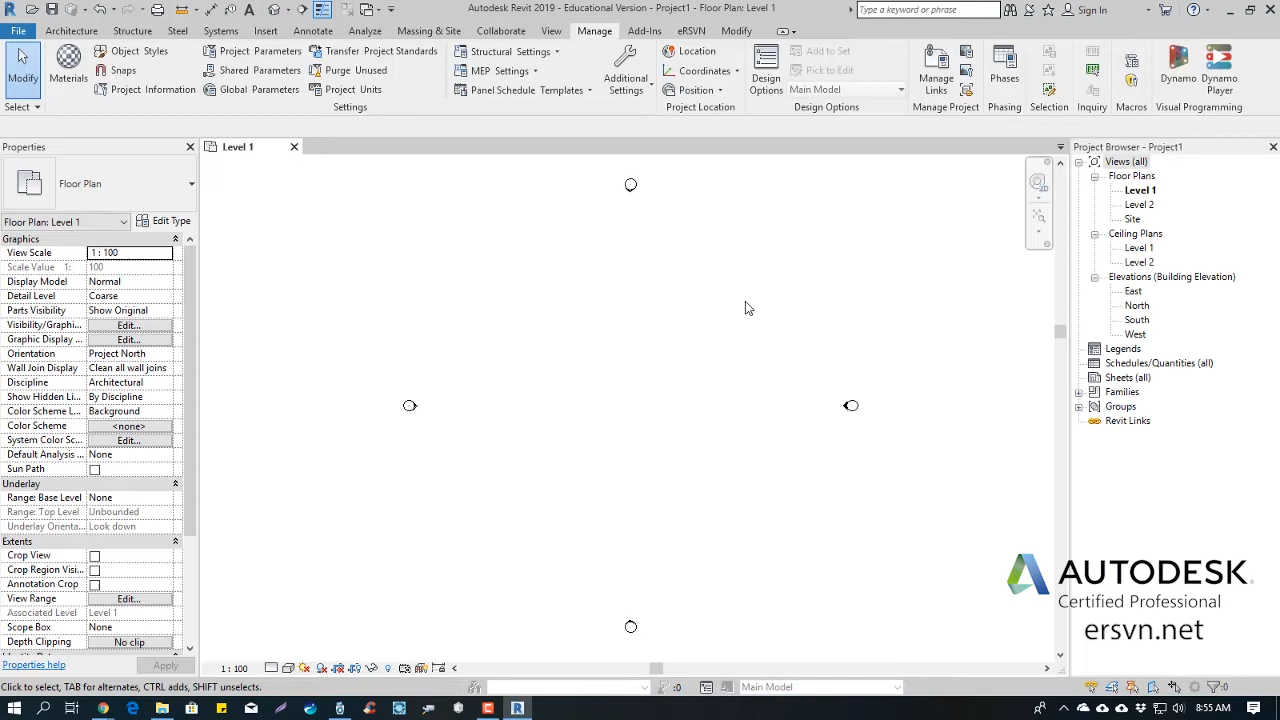 Autodesk Revit 2019 - Educational Version - Project1 - Floor Plan: Level 1
Type a keyword or phrase
Sign In
File Architecture Structure Steel Systems Insert Annotate Analyze Massing & Site Collaborate View Manage Add-Ins eRSVN Modify
Modify
Select
Materials
Object Styles
Snaps
Project Information
Project Parameters
Shared Parameters
Global Parameters
Transfer Project Standards
Purge Unused
Project Units
Settings
Structural Settings
MEP Settings
Panel Schedule Templates
Additional Settings
Location
Coordinates
Position
Project Location
Design Options
Add to Set
Pick to Edit
Main Model
Design Options
Manage Links
Manage Project
Phases
Phasing
Selection
Inquiry
Macros
Dynamo
Dynamo Player
Visual Programming
Properties
Floor Plan
Floor Plan: Level 1
Edit Type
Graphics
View Scale 1 : 100
Scale Value 1: 100
Display Model Normal
Detail Level Coarse
Parts Visibility Show Original
Visibility/Graphi... Edit...
Graphic Display ... Edit...
Orientation Project North
Wall Join Display Clean all wall joins
Discipline Architectural
Show Hidden Li... By Discipline
Color Scheme L... Background
Color Scheme <none>
System Color Sc... Edit...
Default Analysis ... None
Sun Path
Underlay
Range: Base Level None
Range: Top Level Unbounded
Underlay Orienta... Look down
Extents
Crop View
Crop Region Visi...
Annotation Crop
View Range Edit...
Associated Level Level 1
Scope Box None
Depth Clipping No clip
Properties help
Apply
Level 1
2D
1 : 100
Project Browser - Project1
Views (all)
Floor Plans
Level 1
Level 2
Site
Ceiling Plans
Level 1
Level 2
Elevations (Building Elevation)
East
North
South
West
Legends
Schedules/Quantities (all)
Sheets (all)
Families
Groups
Revit Links
AUTODESK.
Certified Professional
ersvn.net
Click to select, TAB for alternates, CTRL adds, SHIFT unselects.
:0
Main Model
:0
8:55 AM